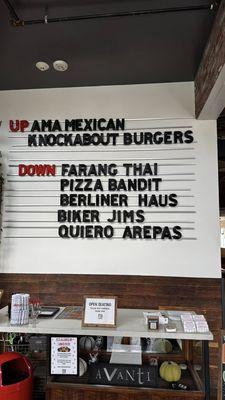 UP AMA MEXICAN
KNOCKABOUT BURGERS
DOWN FARANG THAI
PIZZA BANDIT
BERLINER HAUS
BIKER JIMS
QUIERO AREPAS
OPEN SEATING
AVANTI